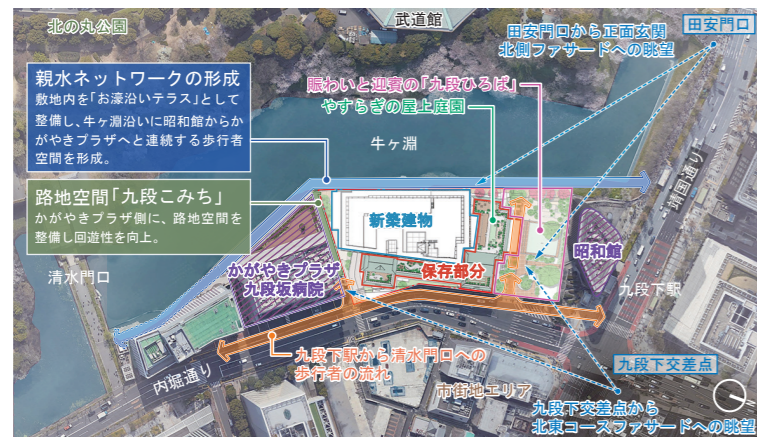 北の丸公園
武道館
田安門口
田安門口から正面玄関
北側ファサードへの眺望
親水ネットワークの形成
敷地内を「お濠沿いテラス」として
整備し、牛ヶ淵沿いに昭和館からか
がやきプラザへと連続する歩行者
空間を形成。
賑わいと迎賓の「九段ひろば」
やすらぎの屋上庭園
牛ヶ淵
靖国通り
路地空間「九段こみち」
かがやきプラザ側に、路地空間を
整備し回遊性を向上。
新築建物
昭和館
保存部分
かがやきプラザ
九段坂病院
清水門口
九段下駅
九段下駅から清水門口への
歩行者の流れ
内堀通り
市街地エリア
九段下交差点
九段下交差点から
北東コースファサードへの眺望